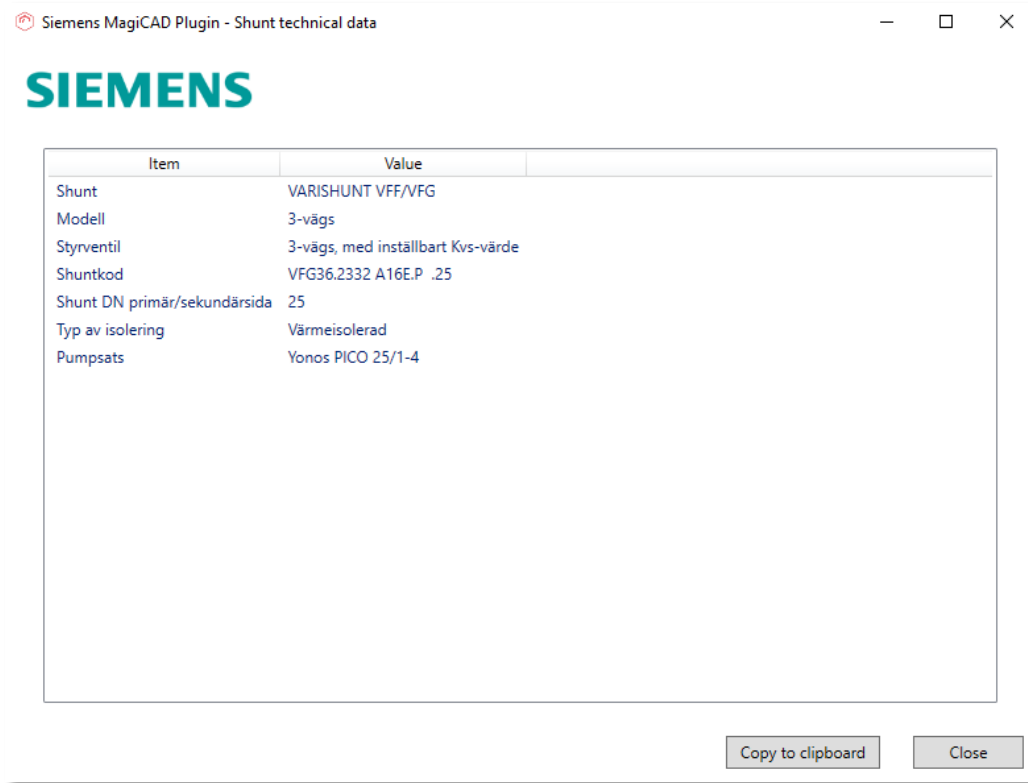 Siemens MagiCAD Plugin - Shunt technical data
SIEMENS
Item Value
Shunt VARISHUNT VFF/VFG
Modell 3-vägs
Styrventil 3-vägs, med inställbart Kvs-värde
Shuntkod VFG36.2332 A16E.P  .25
Shunt DN primär/sekundärsida 25
Typ av isolering Värmeisolerad
Pumpsats Yonos PICO 25/1-4
Copy to clipboard Close